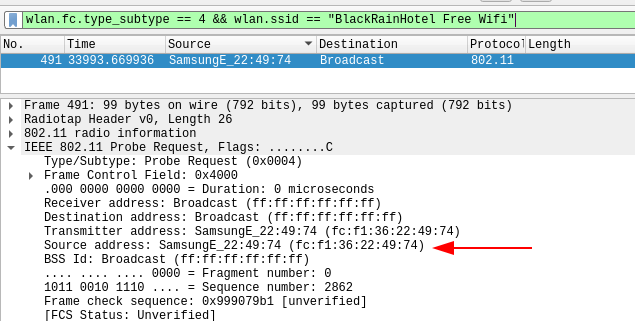 wlan.fc.type_subtype == 4 && wlan.ssid == "BlackRainHotel Free Wifi"
No. Time Source Destination Protocol Length
491 33993.669936 SamsungE_22:49:74 Broadcast 802.11
Frame 491: 99 bytes on wire (792 bits), 99 bytes captured (792 bits)
Radiotap Header v0, Length 26
802.11 radio information
IEEE 802.11 Probe Request, Flags: ........C
Type/Subtype: Probe Request (0x0004)
Frame Control Field: 0x4000
.000 0000 0000 0000 = Duration: 0 microseconds
Receiver address: Broadcast (ff:ff:ff:ff:ff:ff)
Destination address: Broadcast (ff:ff:ff:ff:ff:ff)
Transmitter address: SamsungE_22:49:74 (fc:f1:36:22:49:74)
Source address: SamsungE_22:49:74 (fc:f1:36:22:49:74)
BSS Id: Broadcast (ff:ff:ff:ff:ff:ff)
.... .... .... 0000 = Fragment number: 0
1011 0010 1110 .... = Sequence number: 2862
Frame check sequence: 0x999079b1 [unverified]
[FCS Status: Unverified]